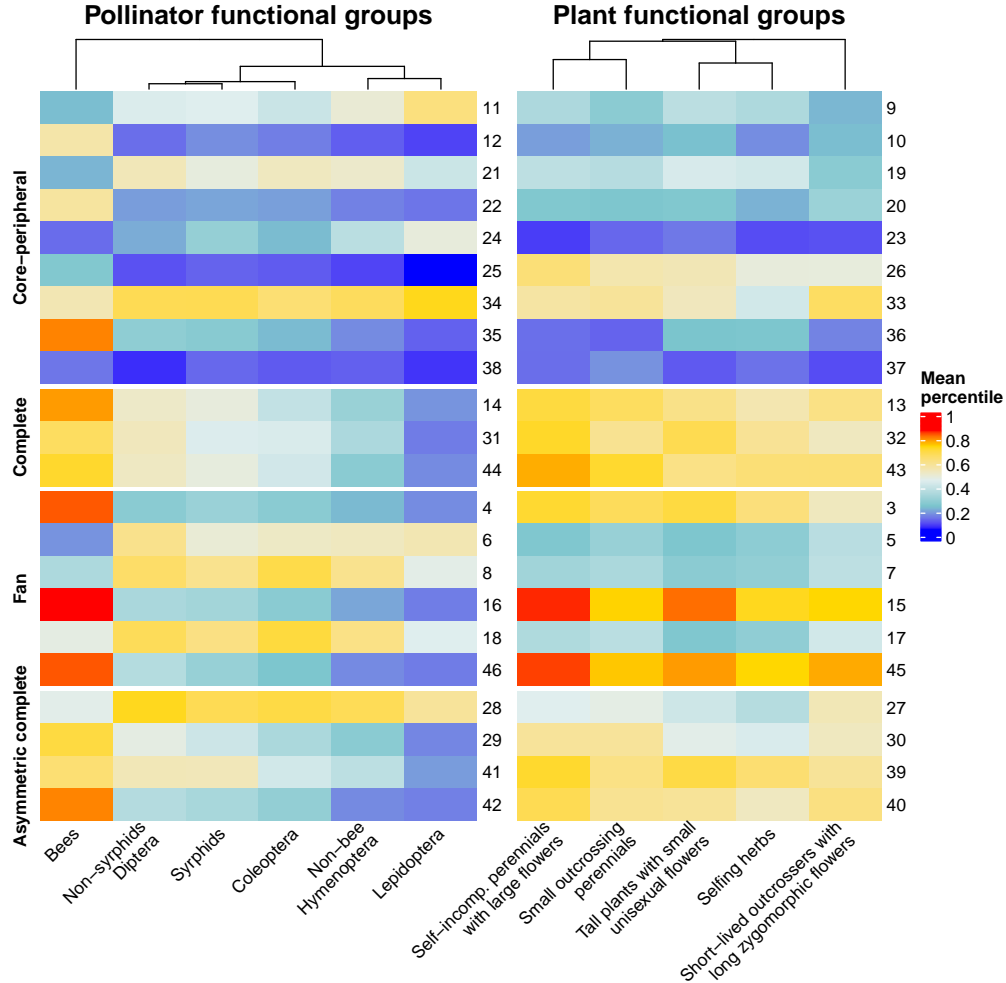 Pollinator functional groups
Plant functional groups
Core−peripheral
Complete
Fan
Asymmetric complete
11
12
21
22
24
25
34
35
38
14
31
44
4
6
8
16
18
46
28
29
41
42
9
10
19
20
23
26
33
36
37
13
32
43
3
5
7
15
17
45
27
30
39
40
Mean
percentile
1
0.8
0.6
0.4
0.2
0
Bees
Non−syrphids
Diptera
Syrphids
Coleoptera
Non−bee
Hymenoptera
Lepidoptera
Self−incomp. perennials
with large flowers
Small outcrossing
perennials
Tall plants with small
unisexual flowers
Selfing herbs
Short−lived outcrossers with
long zygomorphic flowers